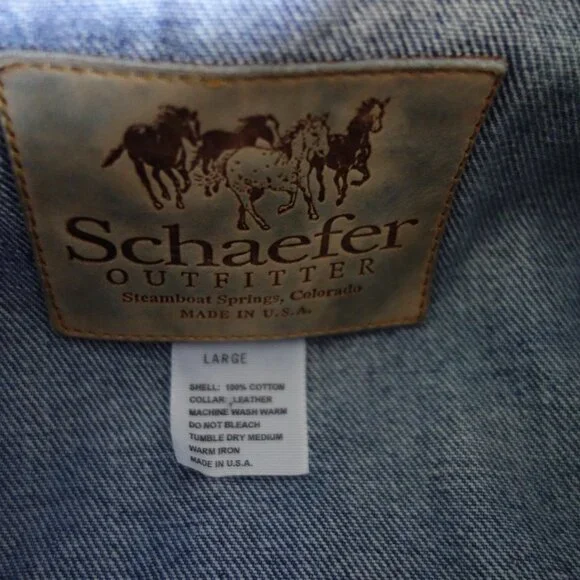 Schaefer
OUTFITTER
Steamboat Springs, Colorado
MADE IN U.S.A.
LARGE
SHELL: 100% COTTON
COLLAR: LEATHER
MACHINE WASH WARM
DO NOT BLEACH
TUMBLE DRY MEDIUM
WARM IRON
MADE IN U.S.A.